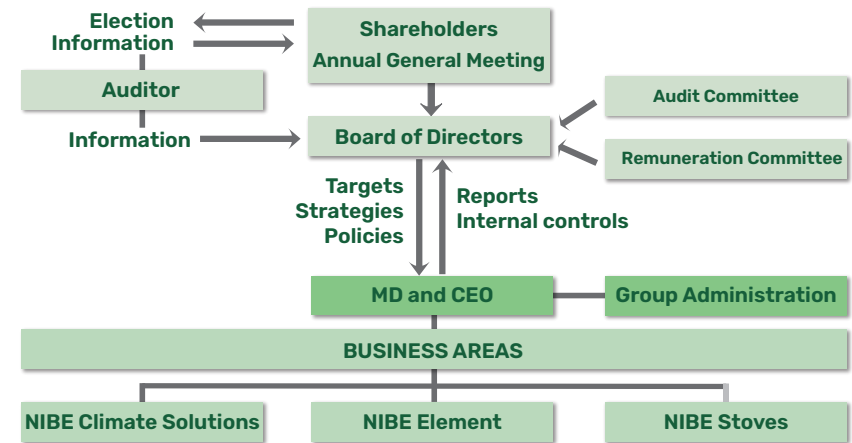 Election
Information
Shareholders
Annual General Meeting
Auditor
Audit Committee
Information
Board of Directors
Remuneration Committee
Targets
Strategies
Policies
Reports
Internal controls
MD and CEO
Group Administration
BUSINESS AREAS
NIBE Climate Solutions
NIBE Element
NIBE Stoves